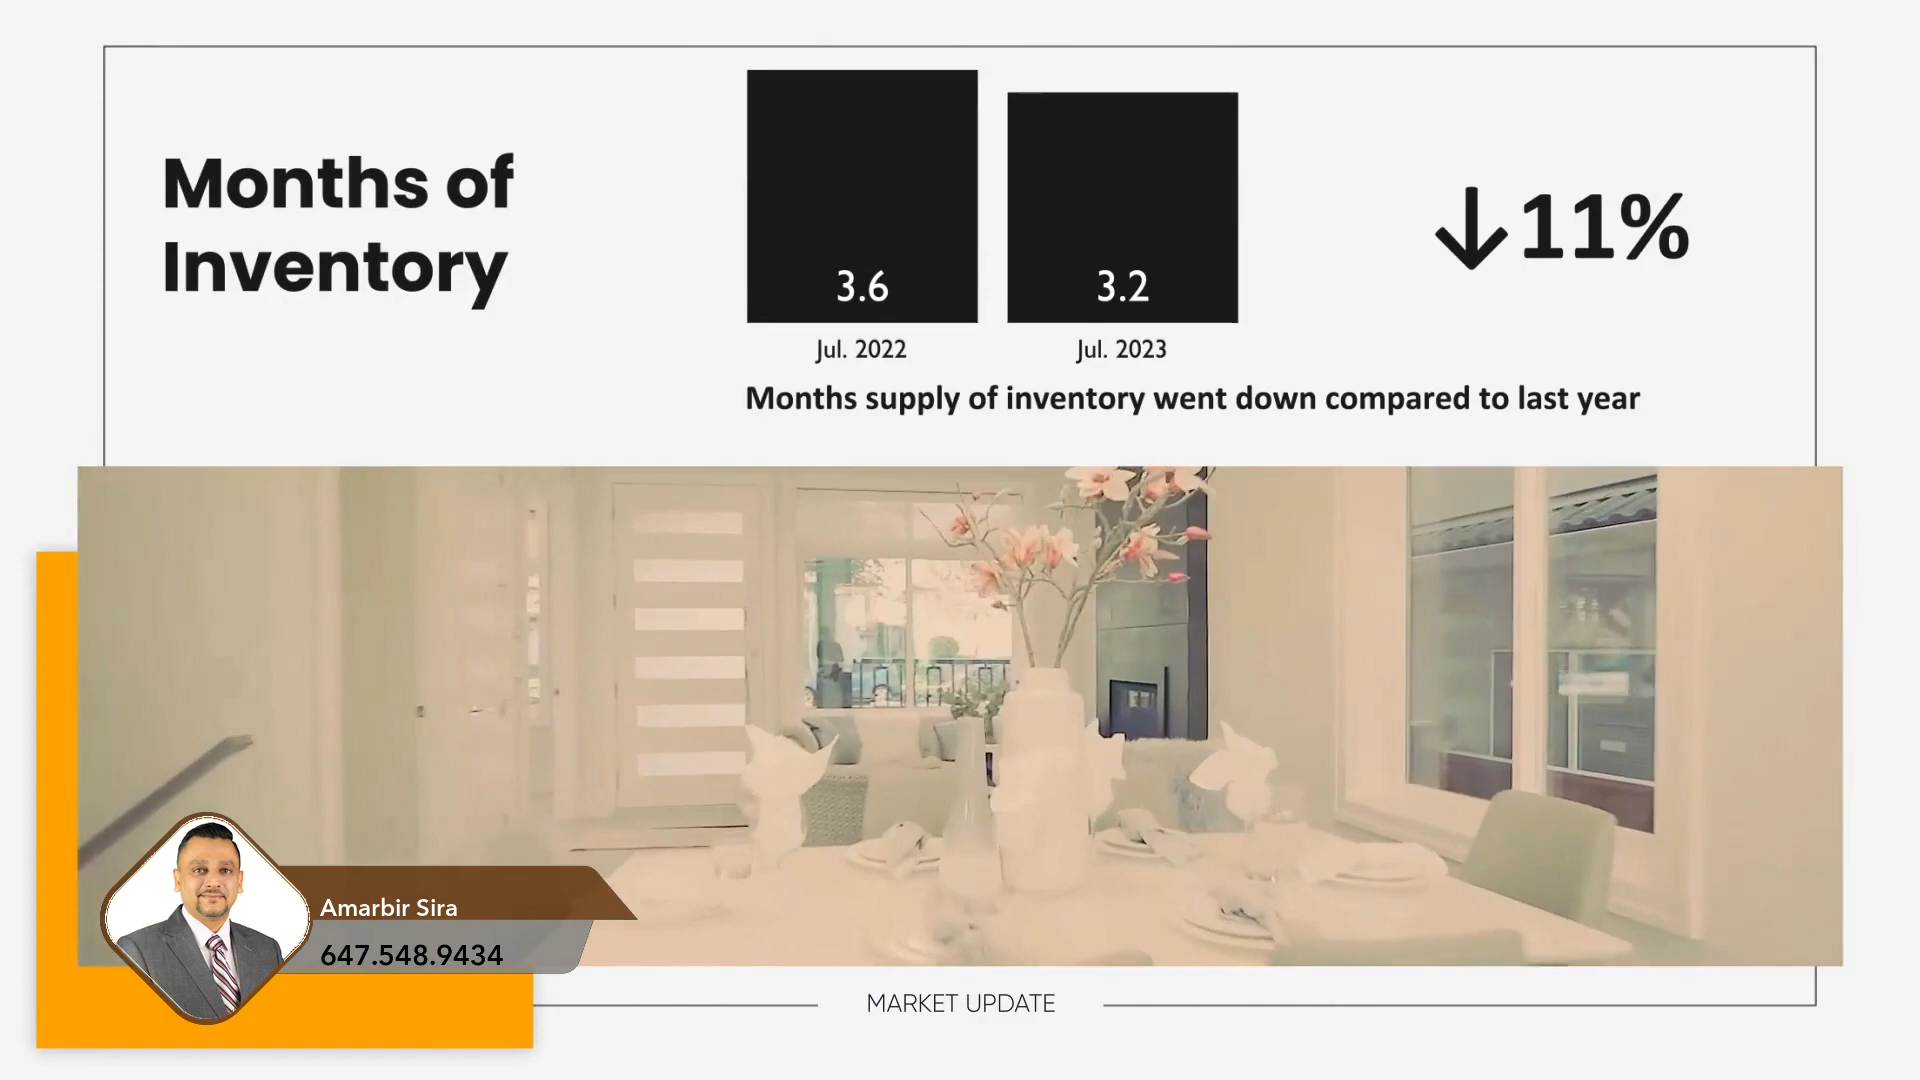 Months of
Inventory
3.6
3.2
↓11%
Jul. 2022
Jul. 2023
Months supply of inventory went down compared to last year
Amarbir Sira
647.548.9434
MARKET UPDATE